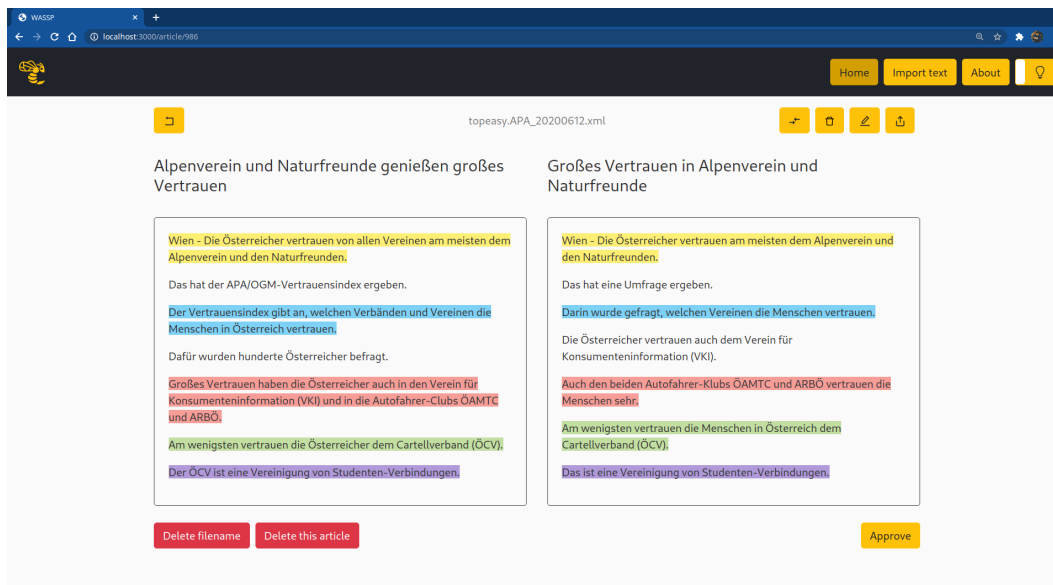 WASSP
localhost:3000/article/986
Home
Import text
About
topeasy.APA_20200612.xml
Alpenverein und Naturfreunde genießen großes
Vertrauen
Wien - Die Österreicher vertrauen von allen Vereinen am meisten dem
Alpenverein und den Naturfreunden.
Das hat der APA/OGM-Vertrauensindex ergeben.
Der Vertrauensindex gibt an, welchen Verbänden und Vereinen die
Menschen in Österreich vertrauen.
Dafür wurden hunderte Österreicher befragt.
Großes Vertrauen haben die Österreicher auch in den Verein für
Konsumenteninformation (VKI) und in die Autofahrer-Clubs ÖAMTC
und ARBÖ.
Am wenigsten vertrauen die Österreicher dem Cartellverband (ÖCV).
Der ÖCV ist eine Vereinigung von Studenten-Verbindungen.
Großes Vertrauen in Alpenverein und
Naturfreunde
Wien - Die Österreicher vertrauen am meisten dem Alpenverein und
den Naturfreunden.
Das hat eine Umfrage ergeben.
Darin wurde gefragt, welchen Vereinen die Menschen vertrauen.
Die Österreicher vertrauen auch dem Verein für
Konsumenteninformation (VKI).
Auch den beiden Autofahrer-Klubs ÖAMTC und ARBÖ vertrauen die
Menschen sehr.
Am wenigsten vertrauen die Menschen in Österreich dem
Cartellverband (ÖCV).
Das ist eine Vereinigung von Studenten-Verbindungen.
Delete filename
Delete this article
Approve